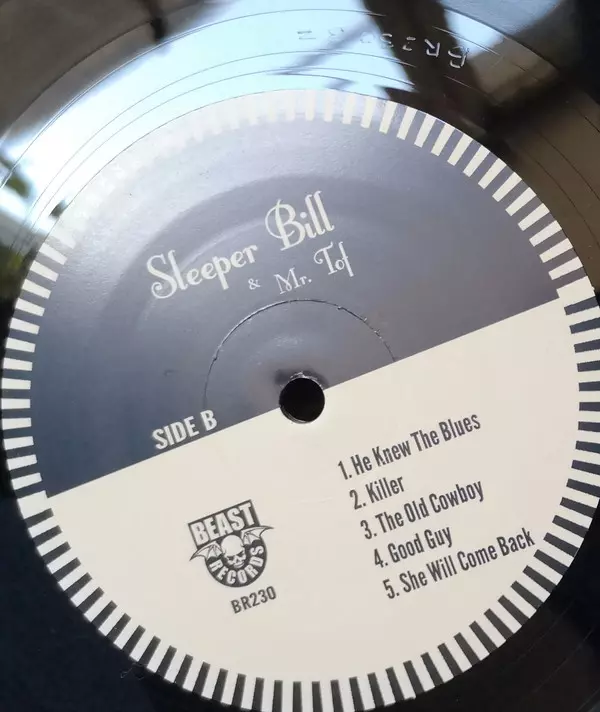 Sleeper Bill
& Mr. Tof
SIDE B
1. He Knew The Blues
2. Killer
3. The Old Cowboy
4. Good Guy
5. She Will Come Back
BEAST
RECORDS
BR230